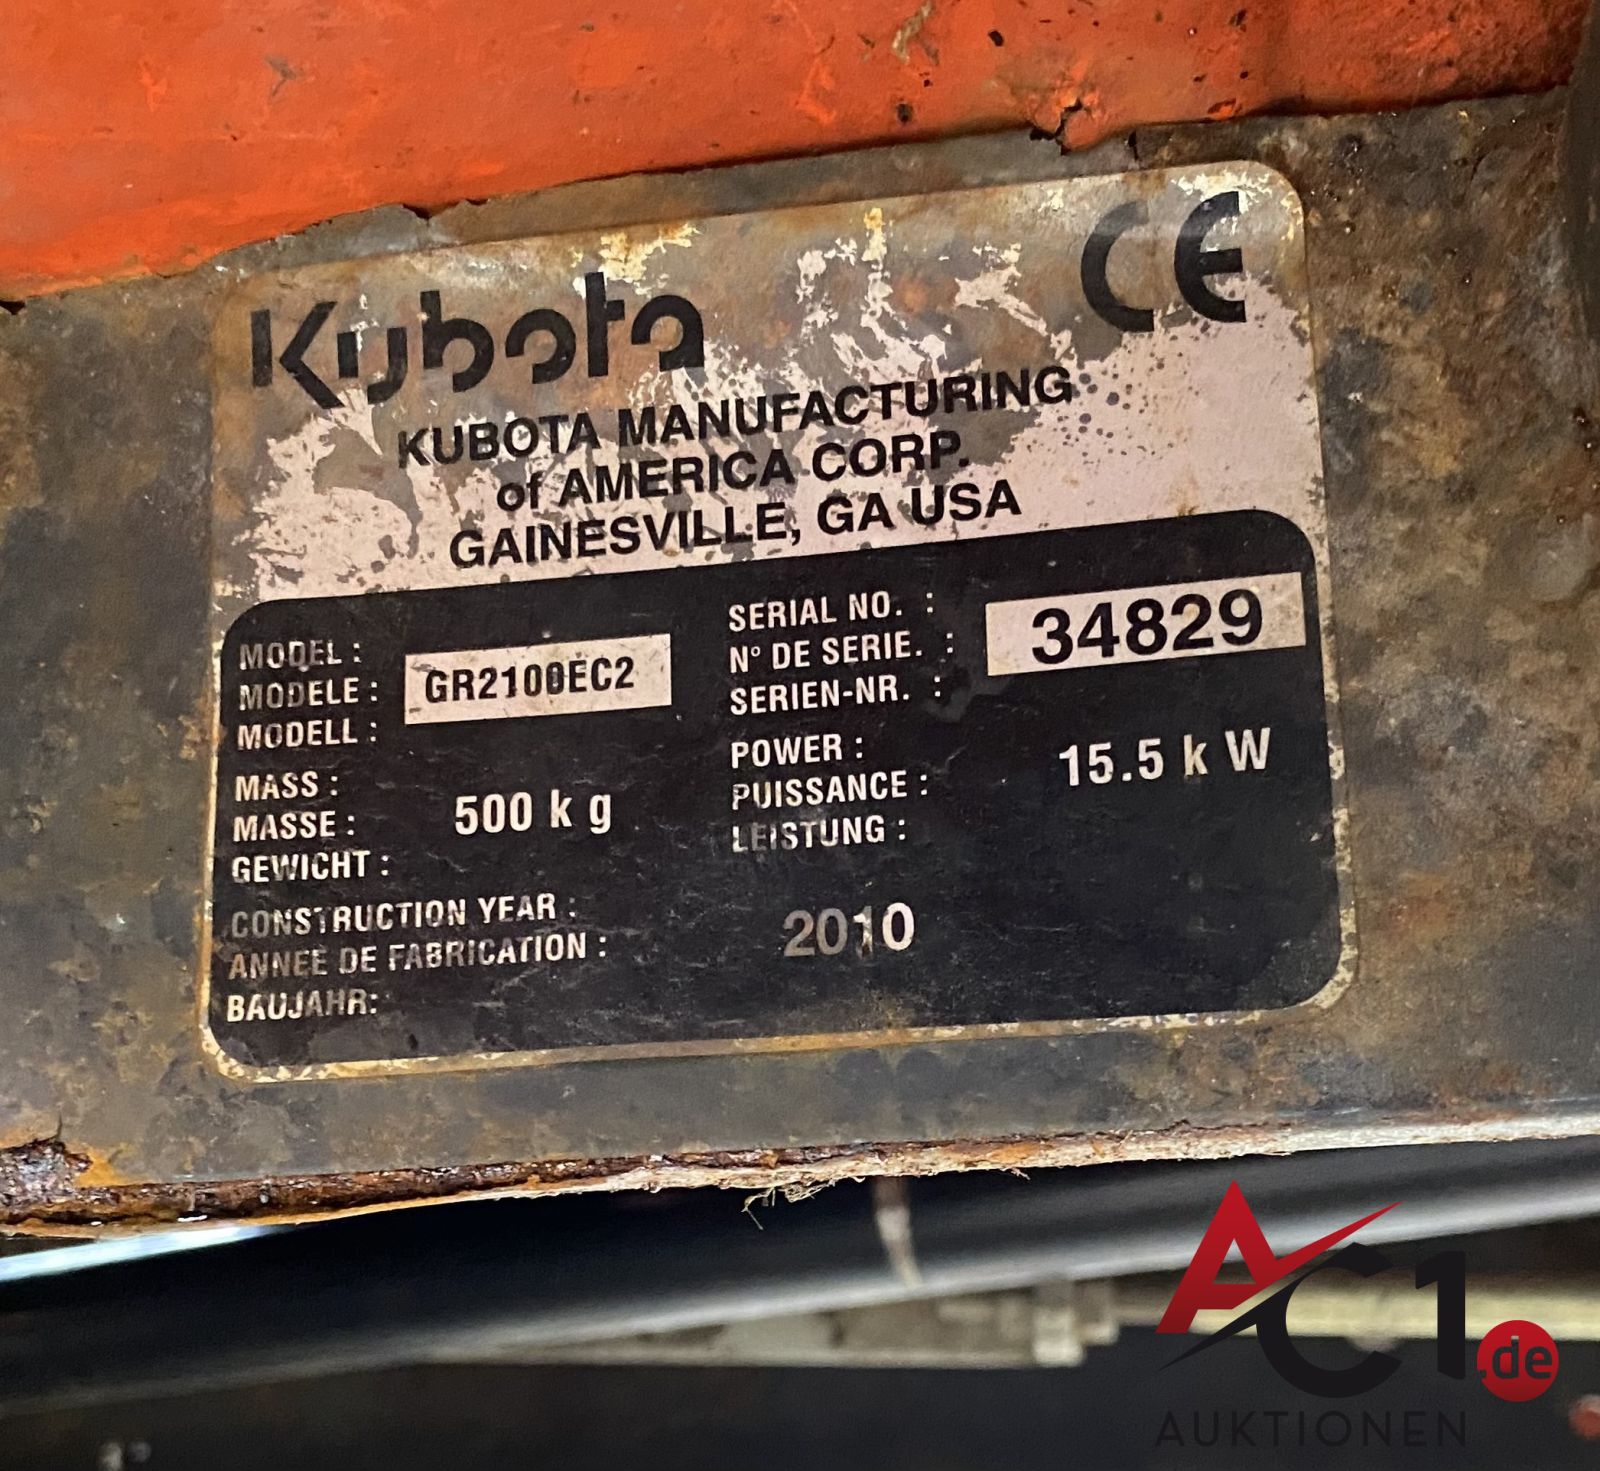 Kubota CE
KUBOTA MANUFACTURING
of AMERICA CORP.
GAINESVILLE, GA USA
MODEL :
MODELE : GR2100EC2
MODELL :
SERIAL NO. :
N° DE SERIE. : 34829
SERIEN-NR. :
MASS :
MASSE : 500 kg
GEWICHT :
POWER :
PUISSANCE : 15.5 kW
LEISTUNG :
CONSTRUCTION YEAR :
ANNEE DE FABRICATION : 2010
BAUJAHR:
AC1.de
AUKTIONEN